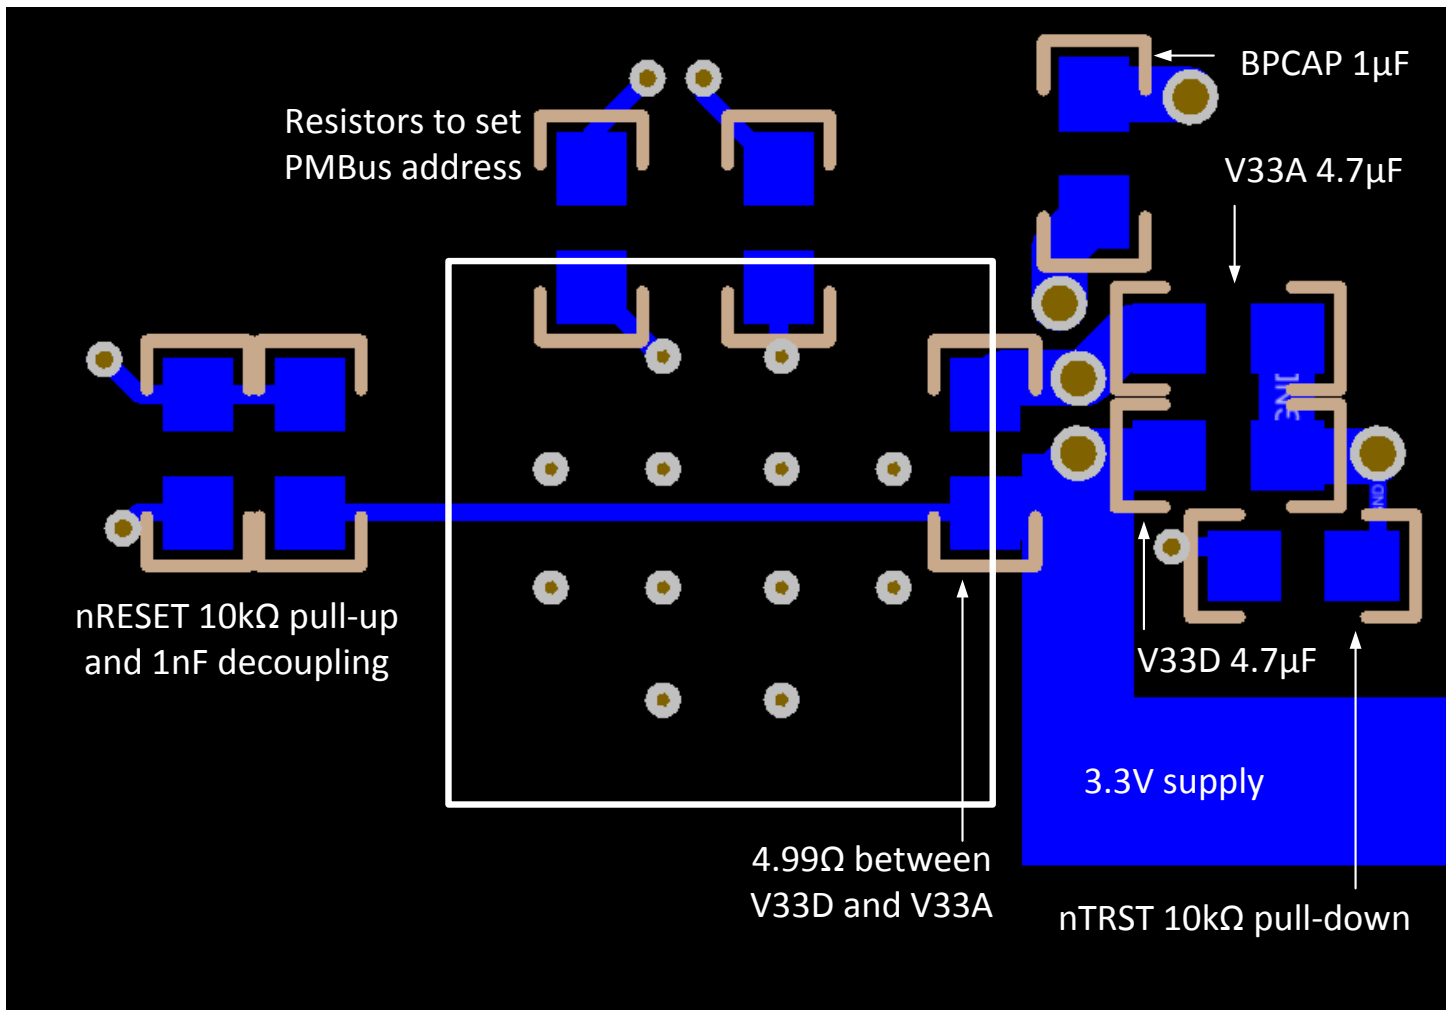 BPCAP 1µF
Resistors to set
PMBus address
V33A 4.7µF
nRESET 10kΩ pull-up
and 1nF decoupling
V33D 4.7µF
3.3V supply
4.99Ω between
V33D and V33A
nTRST 10kΩ pull-down